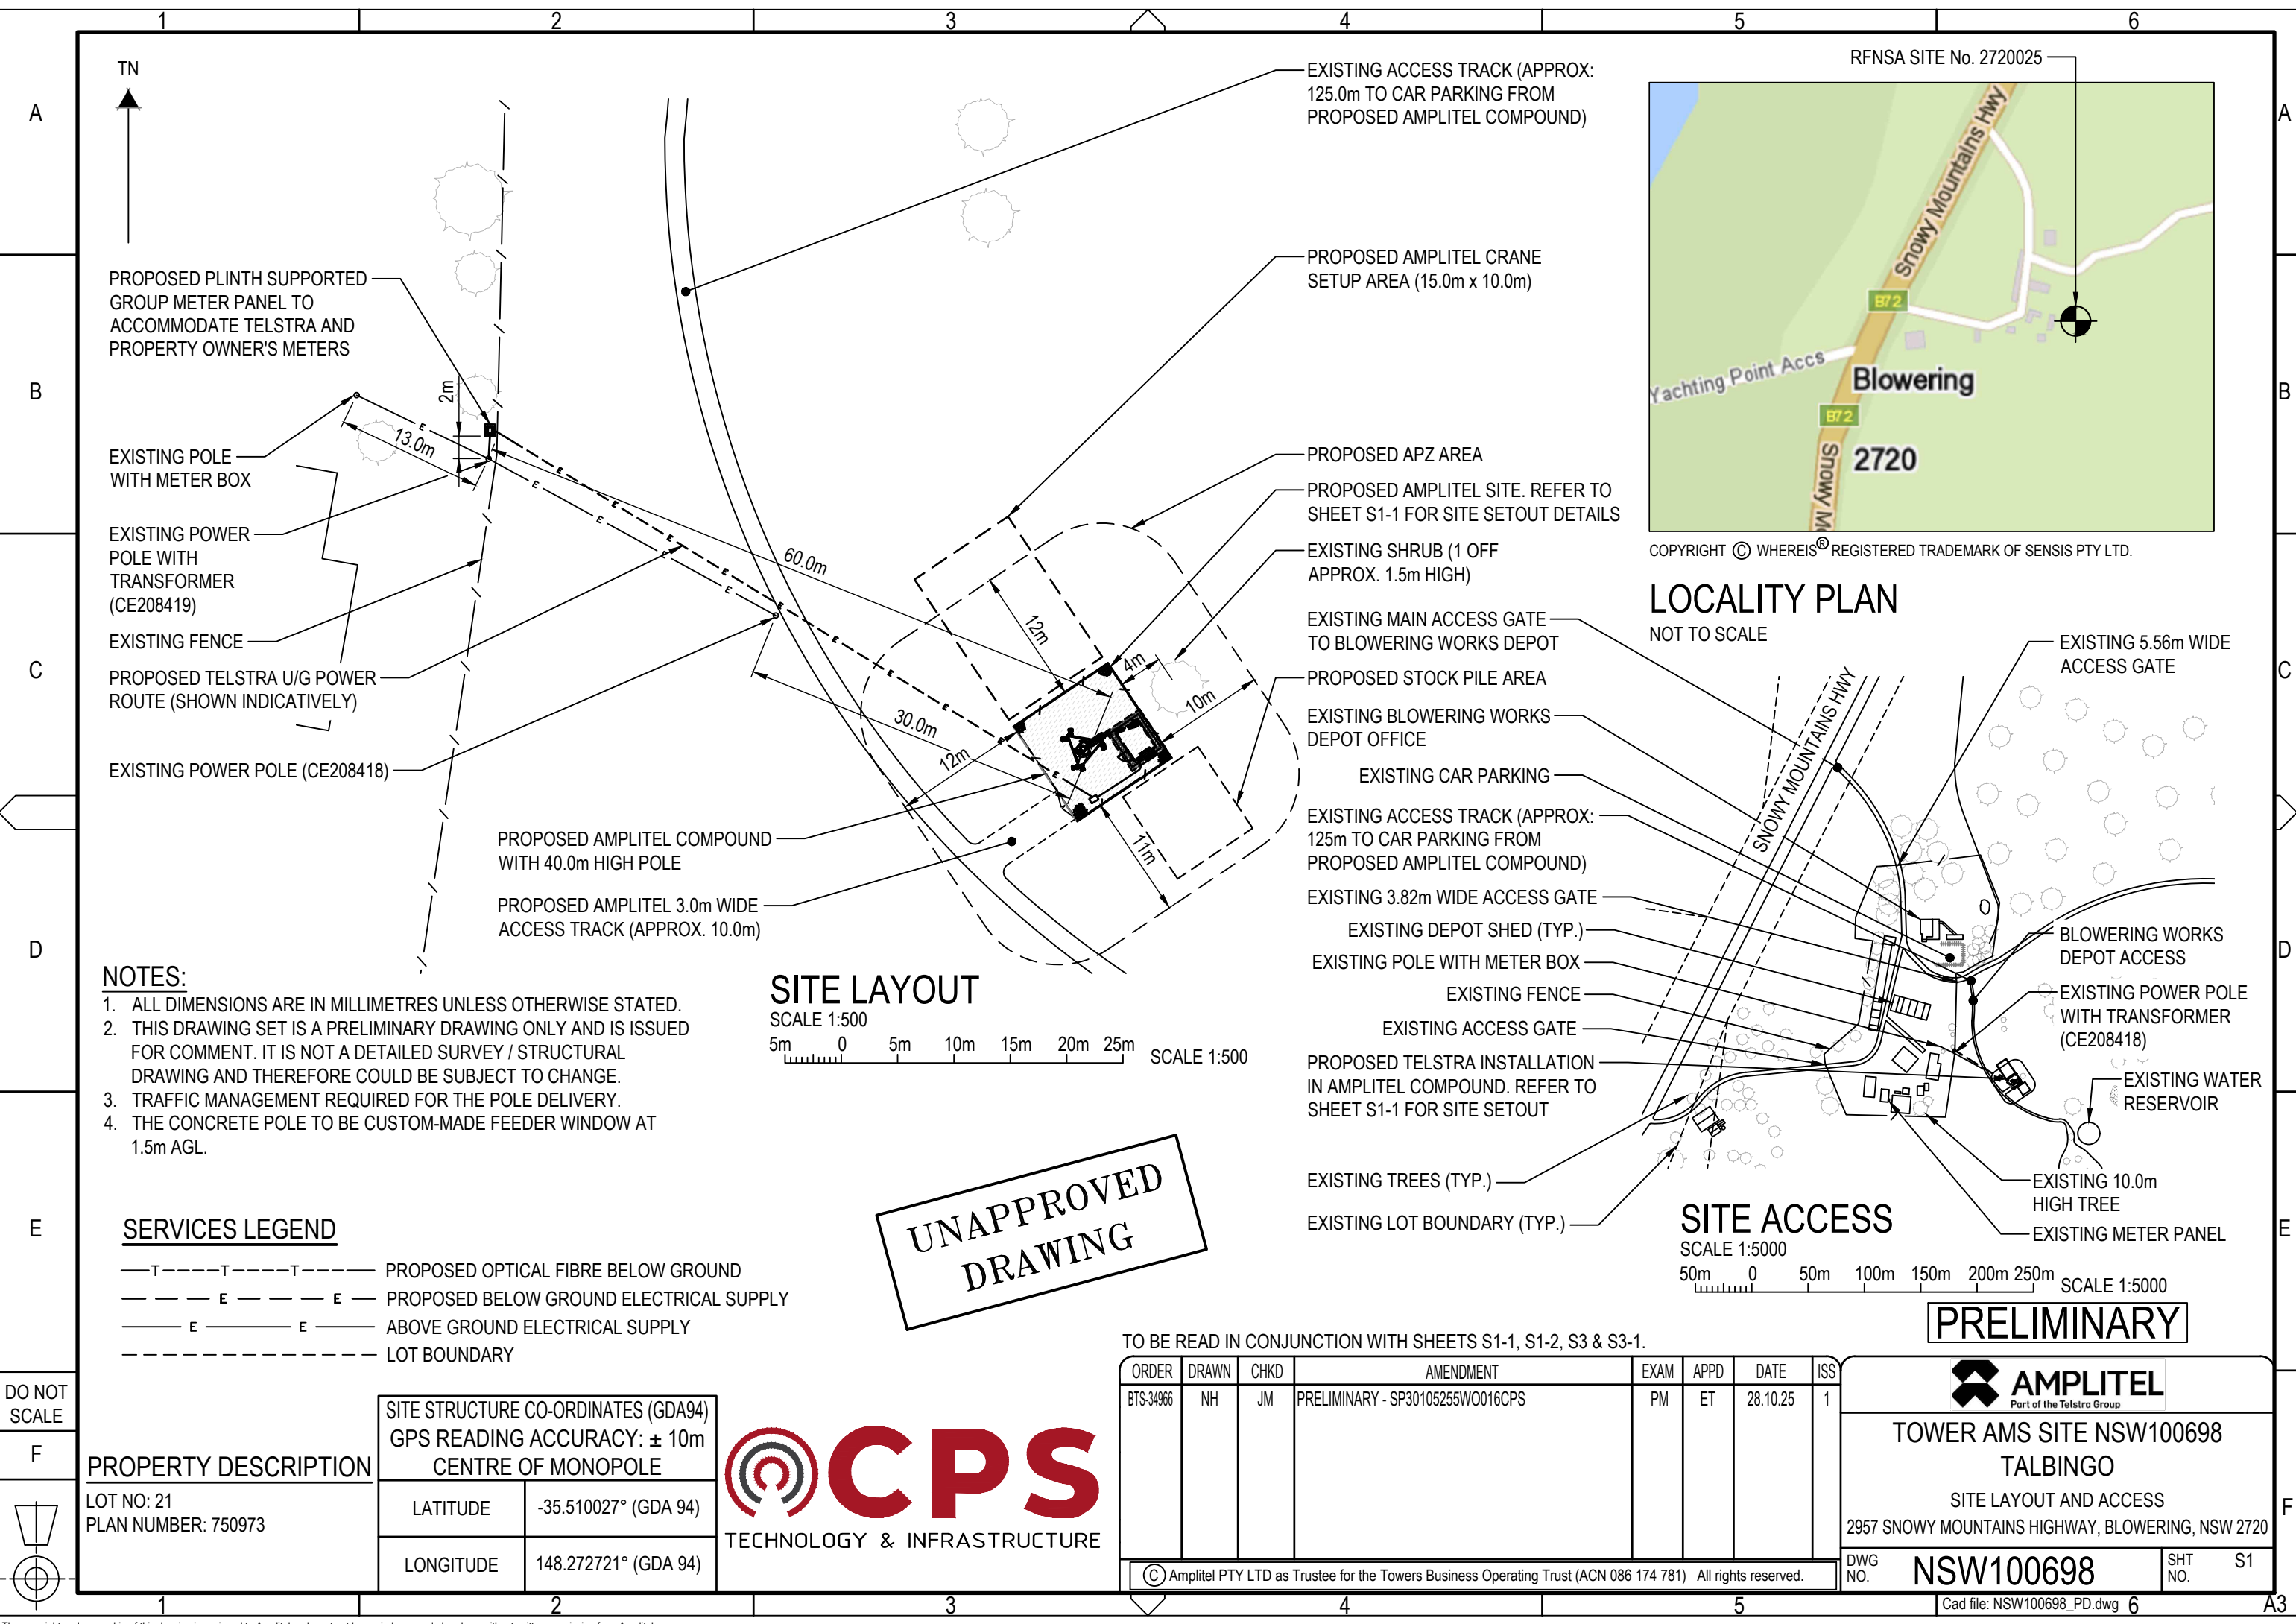 1 2 3 4 5 6
A
B
C
D
E
F
A
B
C
D
E
F
TN
PROPOSED PLINTH SUPPORTED
GROUP METER PANEL TO
ACCOMMODATE TELSTRA AND
PROPERTY OWNER'S METERS
EXISTING POLE
WITH METER BOX
EXISTING POWER
POLE WITH
TRANSFORMER
(CE208419)
EXISTING FENCE
PROPOSED TELSTRA U/G POWER
ROUTE (SHOWN INDICATIVELY)
EXISTING POWER POLE (CE208418)
PROPOSED AMPLITEL COMPOUND
WITH 40.0m HIGH POLE
PROPOSED AMPLITEL 3.0m WIDE
ACCESS TRACK (APPROX. 10.0m)
2m
13.0m
60.0m
30.0m
12m
12m
4m
10m
11m
E E E E E E E E E E E
EXISTING ACCESS TRACK (APPROX:
125.0m TO CAR PARKING FROM
PROPOSED AMPLITEL COMPOUND)
PROPOSED AMPLITEL CRANE
SETUP AREA (15.0m x 10.0m)
PROPOSED APZ AREA
PROPOSED AMPLITEL SITE. REFER TO
SHEET S1-1 FOR SITE SETOUT DETAILS
EXISTING SHRUB (1 OFF
APPROX. 1.5m HIGH)
EXISTING MAIN ACCESS GATE
TO BLOWERING WORKS DEPOT
PROPOSED STOCK PILE AREA
EXISTING BLOWERING WORKS
DEPOT OFFICE
EXISTING CAR PARKING
EXISTING ACCESS TRACK (APPROX:
125m TO CAR PARKING FROM
PROPOSED AMPLITEL COMPOUND)
EXISTING 3.82m WIDE ACCESS GATE
EXISTING DEPOT SHED (TYP.)
EXISTING POLE WITH METER BOX
EXISTING FENCE
EXISTING ACCESS GATE
PROPOSED TELSTRA INSTALLATION
IN AMPLITEL COMPOUND. REFER TO
SHEET S1-1 FOR SITE SETOUT
EXISTING TREES (TYP.)
EXISTING LOT BOUNDARY (TYP.)
RFNSA SITE No. 2720025
Snowy Mountains Hwy
B72
Yachting Point Accs
Blowering
B72
2720
Snowy M
COPYRIGHT © WHEREIS® REGISTERED TRADEMARK OF SENSIS PTY LTD.
LOCALITY PLAN
NOT TO SCALE
SNOWY MOUNTAINS HWY
EXISTING 5.56m WIDE
ACCESS GATE
BLOWERING WORKS
DEPOT ACCESS
EXISTING POWER POLE
WITH TRANSFORMER
(CE208418)
EXISTING WATER
RESERVOIR
EXISTING 10.0m
HIGH TREE
EXISTING METER PANEL
SITE ACCESS
SCALE 1:5000
50m 0 50m 100m 150m 200m 250m SCALE 1:5000
SITE LAYOUT
SCALE 1:500
5m 0 5m 10m 15m 20m 25m SCALE 1:500
NOTES:
1. ALL DIMENSIONS ARE IN MILLIMETRES UNLESS OTHERWISE STATED.
2. THIS DRAWING SET IS A PRELIMINARY DRAWING ONLY AND IS ISSUED
FOR COMMENT. IT IS NOT A DETAILED SURVEY / STRUCTURAL
DRAWING AND THEREFORE COULD BE SUBJECT TO CHANGE.
3. TRAFFIC MANAGEMENT REQUIRED FOR THE POLE DELIVERY.
4. THE CONCRETE POLE TO BE CUSTOM-MADE FEEDER WINDOW AT
1.5m AGL.
SERVICES LEGEND
T T T PROPOSED OPTICAL FIBRE BELOW GROUND
E E PROPOSED BELOW GROUND ELECTRICAL SUPPLY
E E ABOVE GROUND ELECTRICAL SUPPLY
LOT BOUNDARY
UNAPPROVED
DRAWING
PRELIMINARY
DO NOT
SCALE
PROPERTY DESCRIPTION
LOT NO: 21
PLAN NUMBER: 750973
SITE STRUCTURE CO-ORDINATES (GDA94)
GPS READING ACCURACY: ± 10m
CENTRE OF MONOPOLE
LATITUDE -35.510027° (GDA 94)
LONGITUDE 148.272721° (GDA 94)
CPS
TECHNOLOGY & INFRASTRUCTURE
TO BE READ IN CONJUNCTION WITH SHEETS S1-1, S1-2, S3 & S3-1.
ORDER DRAWN CHKD AMENDMENT EXAM APPD DATE ISS
BTS-34966 NH JM PRELIMINARY - SP30105255WO016CPS PM ET 28.10.25 1
© Amplitel PTY LTD as Trustee for the Towers Business Operating Trust (ACN 086 174 781) All rights reserved.
AMPLITEL
Part of the Telstra Group
TOWER AMS SITE NSW100698
TALBINGO
SITE LAYOUT AND ACCESS
2957 SNOWY MOUNTAINS HIGHWAY, BLOWERING, NSW 2720
DWG NO. NSW100698 SHT NO. S1
Cad file: NSW100698_PD.dwg
A3
1 2 3 4 5 6